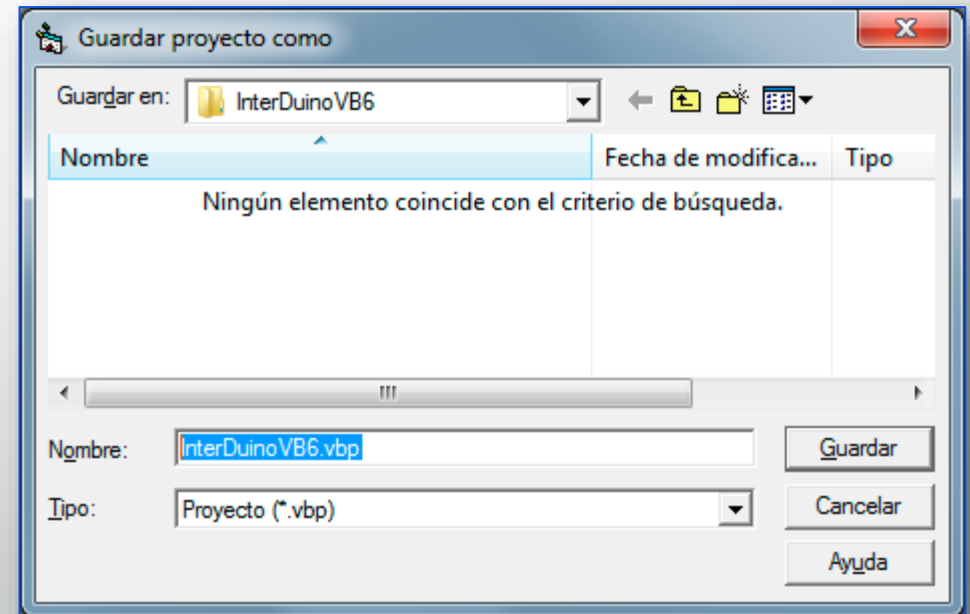 Guardar proyecto como
Guardar en: InterDuinoVB6
Nombre Fecha de modifica... Tipo
Ningún elemento coincide con el criterio de búsqueda.
Nombre: InterDuinoVB6.vbp Guardar
Tipo: Proyecto (*.vbp) Cancelar
Ayuda